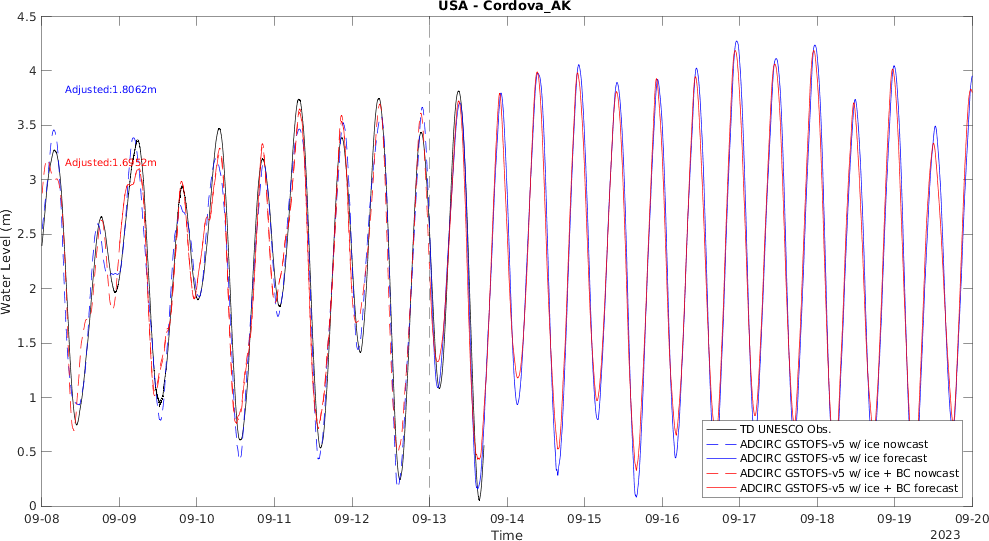 USA - Cordova_AK
4.5
4
3.5
3
2.5
2
1.5
1
0.5
0
Water Level (m)
Adjusted:1.8062m
Adjusted:1.6952m
TD UNESCO Obs.
ADCIRC GSTOFS-v5 w/ ice nowcast
ADCIRC GSTOFS-v5 w/ ice forecast
ADCIRC GSTOFS-v5 w/ ice + BC nowcast
ADCIRC GSTOFS-v5 w/ ice + BC forecast
09-08 09-09 09-10 09-11 09-12 09-13 09-14 09-15 09-16 09-17 09-18 09-19 09-20
Time
2023